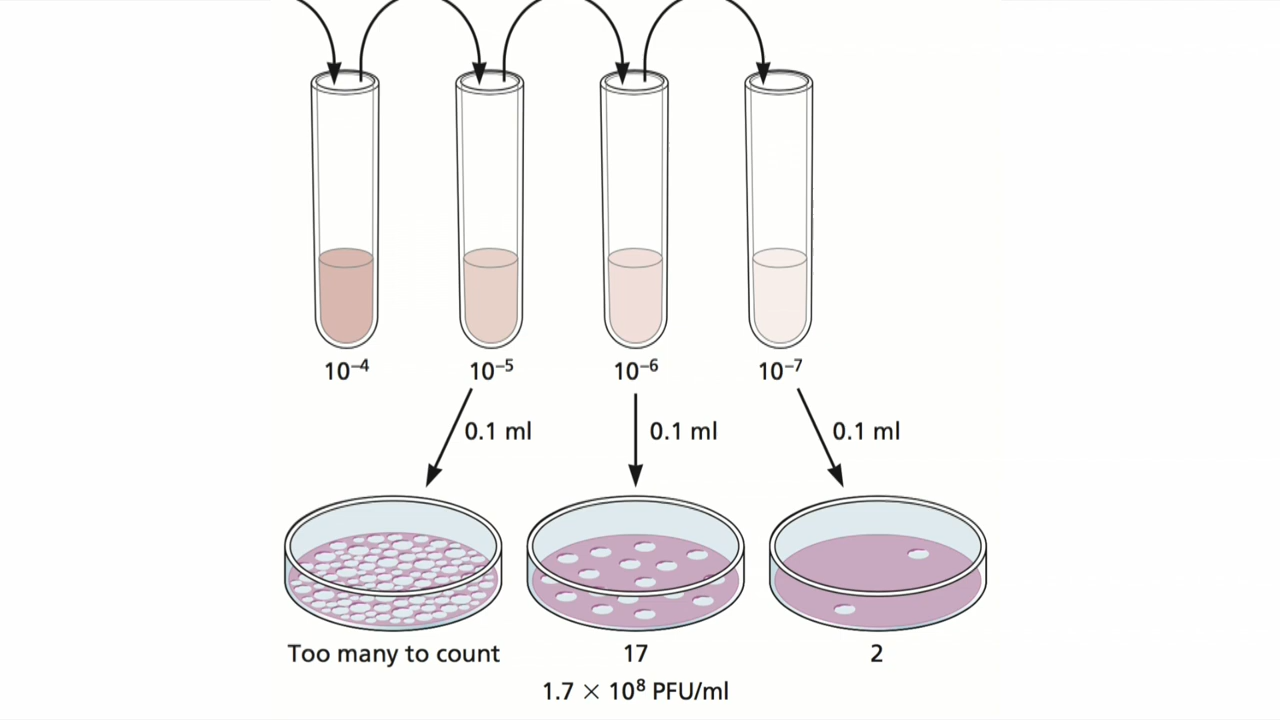 10⁻⁴ 10⁻⁵ 10⁻⁶ 10⁻⁷
0.1 ml 0.1 ml 0.1 ml
Too many to count 17 2
1.7 × 10⁸ PFU/ml